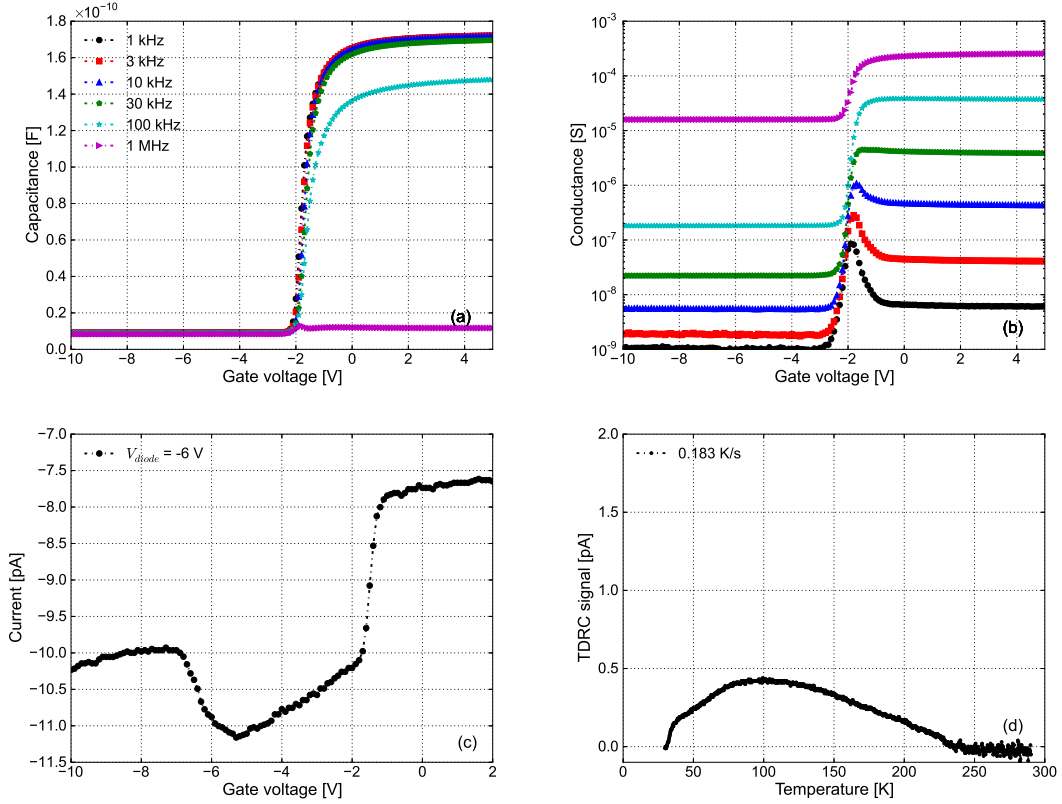 ×10⁻¹⁰
1.8
1.6
1.4
1.2
1.0
0.8
0.6
0.4
0.2
0.0
Capacitance [F]
1 kHz
3 kHz
10 kHz
30 kHz
100 kHz
1 MHz
(a)
−10 −8 −6 −4 −2 0 2 4
Gate voltage [V]
10⁻³
10⁻⁴
10⁻⁵
10⁻⁶
10⁻⁷
10⁻⁸
10⁻⁹
Conductance [S]
(b)
−10 −8 −6 −4 −2 0 2 4
Gate voltage [V]
−7.0
−7.5
−8.0
−8.5
−9.0
−9.5
−10.0
−10.5
−11.0
−11.5
Current [pA]
V_diode = -6 V
(c)
−10 −8 −6 −4 −2 0 2
Gate voltage [V]
2.0
1.5
1.0
0.5
0.0
TDRC signal [pA]
0.183 K/s
(d)
0 50 100 150 200 250 300
Temperature [K]